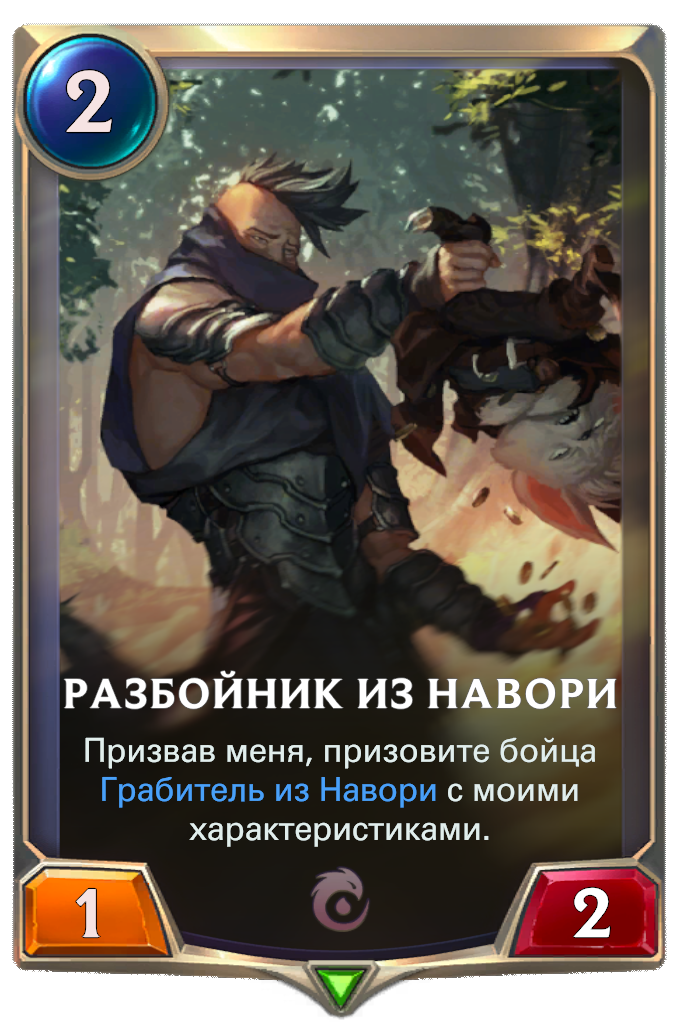 2
РАЗБОЙНИК ИЗ НАВОРИ
Призвав меня, призовите бойца
Грабитель из Навори с моими
характеристиками.
1
2